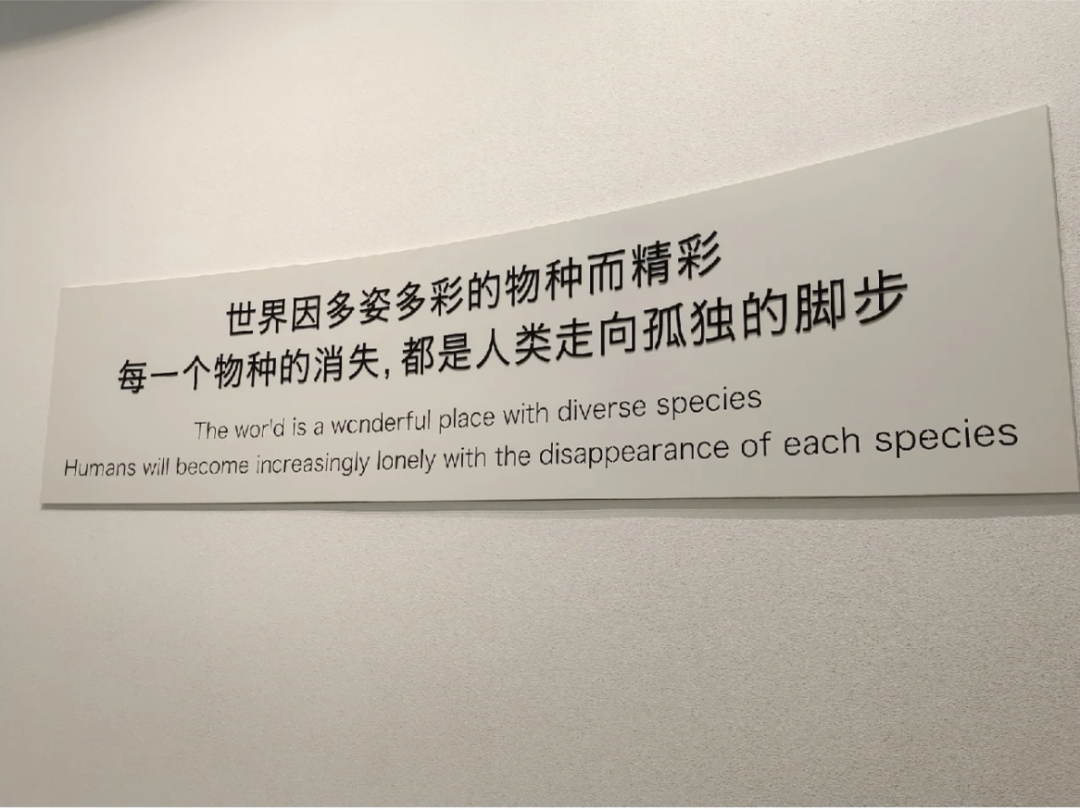 世界因多姿多彩的物种而精彩
每一个物种的消失,都是人类走向孤独的脚步
The wor'd is a wcnderful place with diverse species
Humans will become increasingly lonely with the disappearance of each species